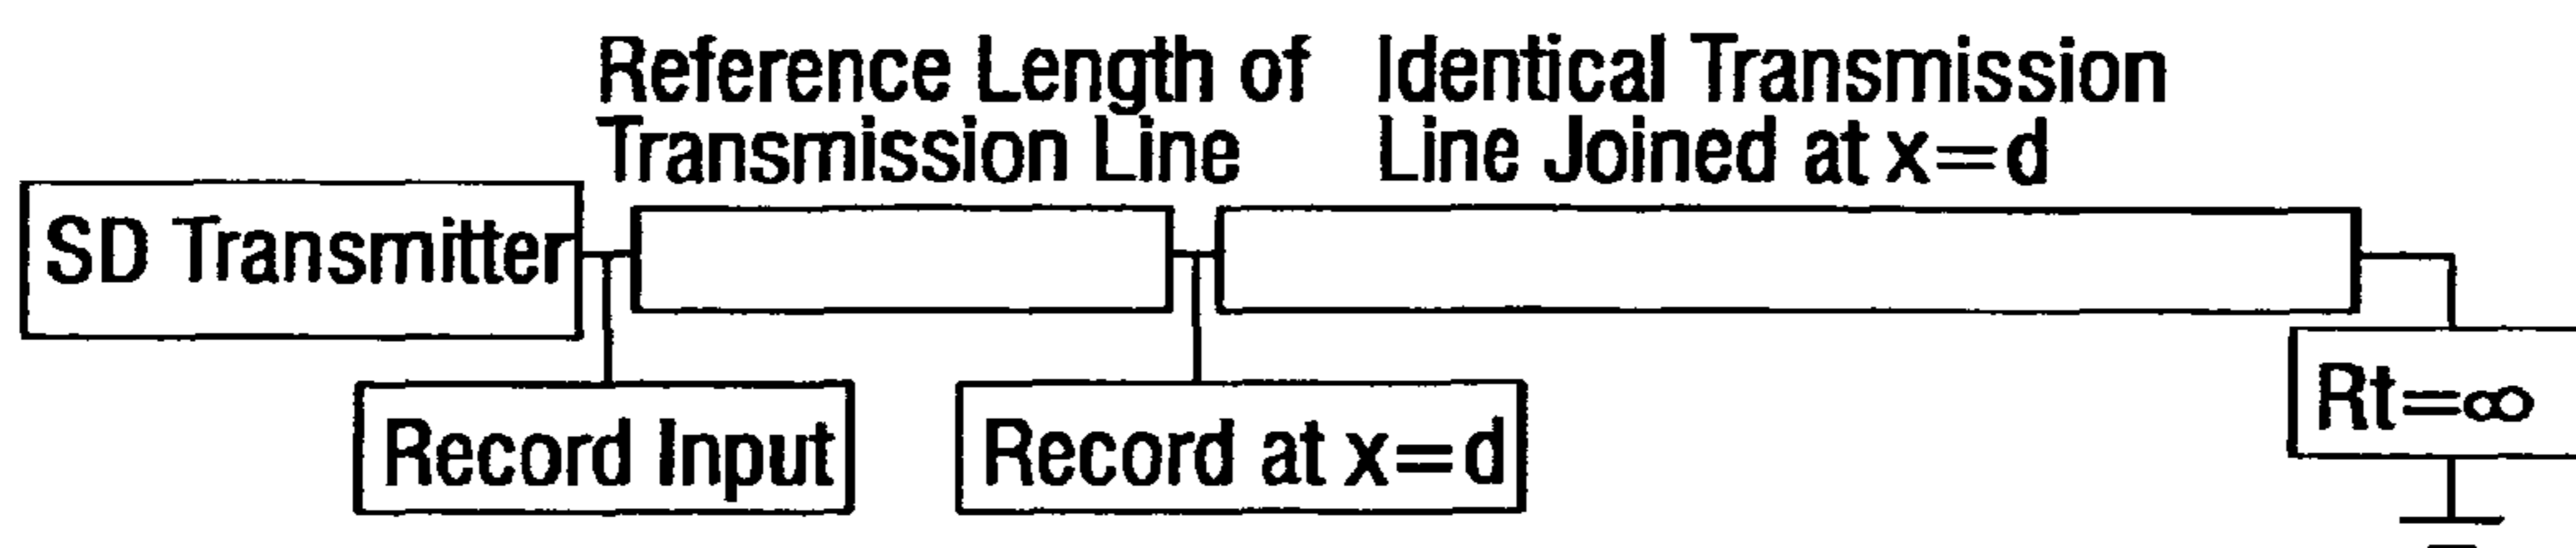 Reference Length of
Transmission Line
Identical Transmission
Line Joined at x=d
SD Transmitter
Record Input
Record at x=d
Rt=∞